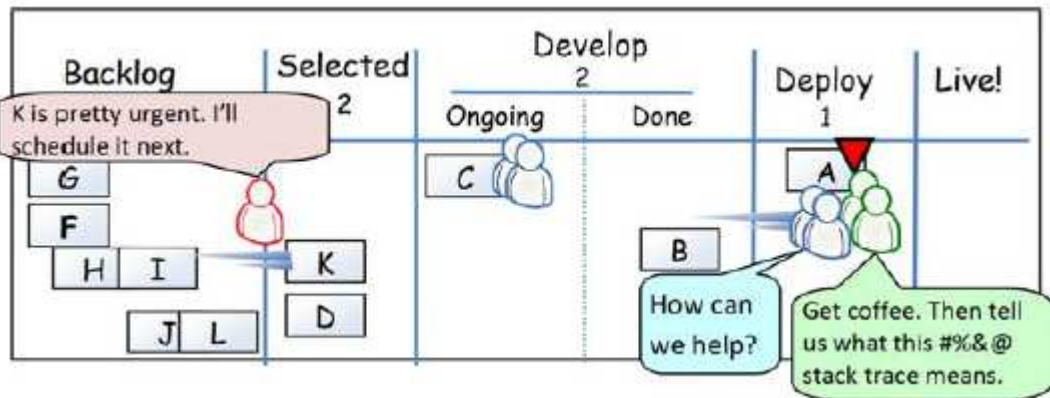 Backlog
Selected
2
Develop
2
Ongoing
Done
Deploy
1
Live!
K is pretty urgent. I'll
schedule it next.
G
F
H I
J L
K
D
C
B
A
How can
we help?
Get coffee. Then tell
us what this #%&@
stack trace means.